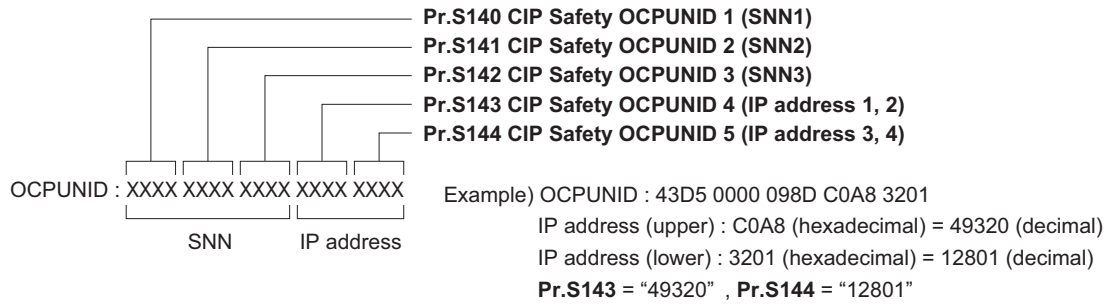 Pr.S140 CIP Safety OCPUNID 1 (SNN1)
Pr.S141 CIP Safety OCPUNID 2 (SNN2)
Pr.S142 CIP Safety OCPUNID 3 (SNN3)
Pr.S143 CIP Safety OCPUNID 4 (IP address 1, 2)
Pr.S144 CIP Safety OCPUNID 5 (IP address 3, 4)
OCPUNID : XXXX XXXX XXXX XXXX XXXX
SNN IP address
Example) OCPUNID : 43D5 0000 098D C0A8 3201
IP address (upper) : C0A8 (hexadecimal) = 49320 (decimal)
IP address (lower) : 3201 (hexadecimal) = 12801 (decimal)
Pr.S143 = “49320” , Pr.S144 = “12801”